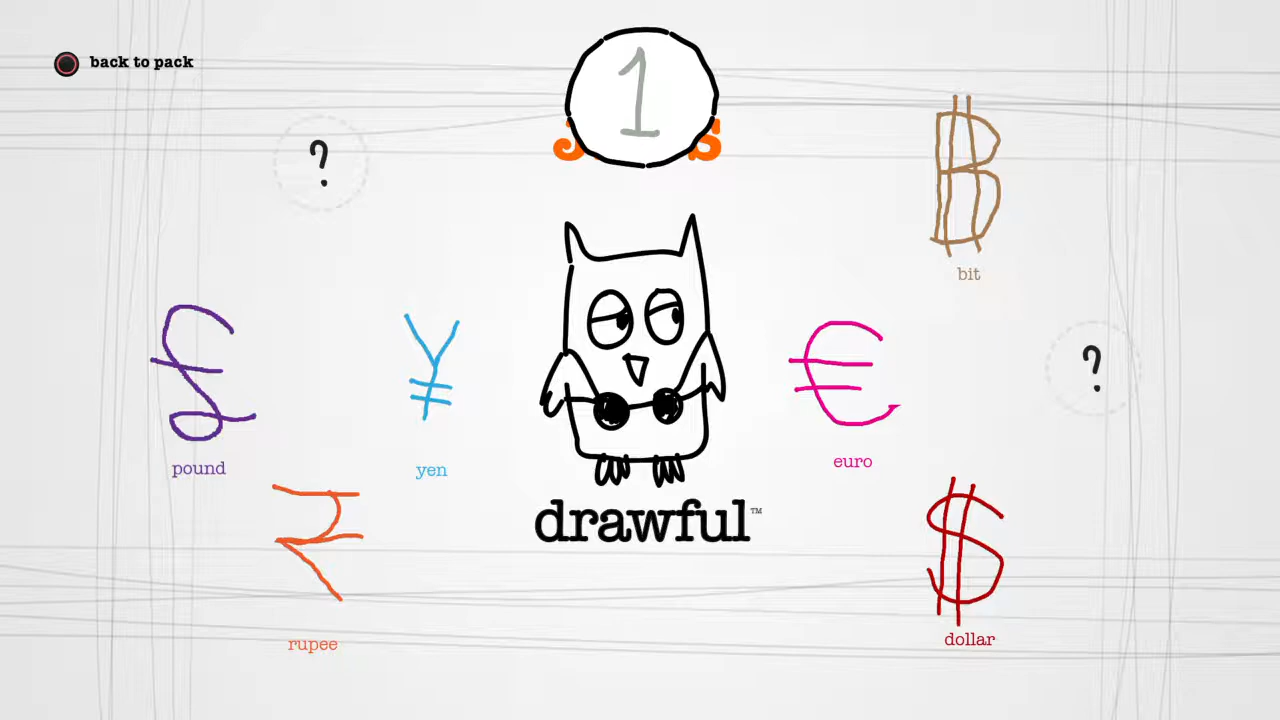 back to pack
1
?
฿
bit
£
pound
¥
yen
€
euro
?
drawful™
₹
rupee
$
dollar